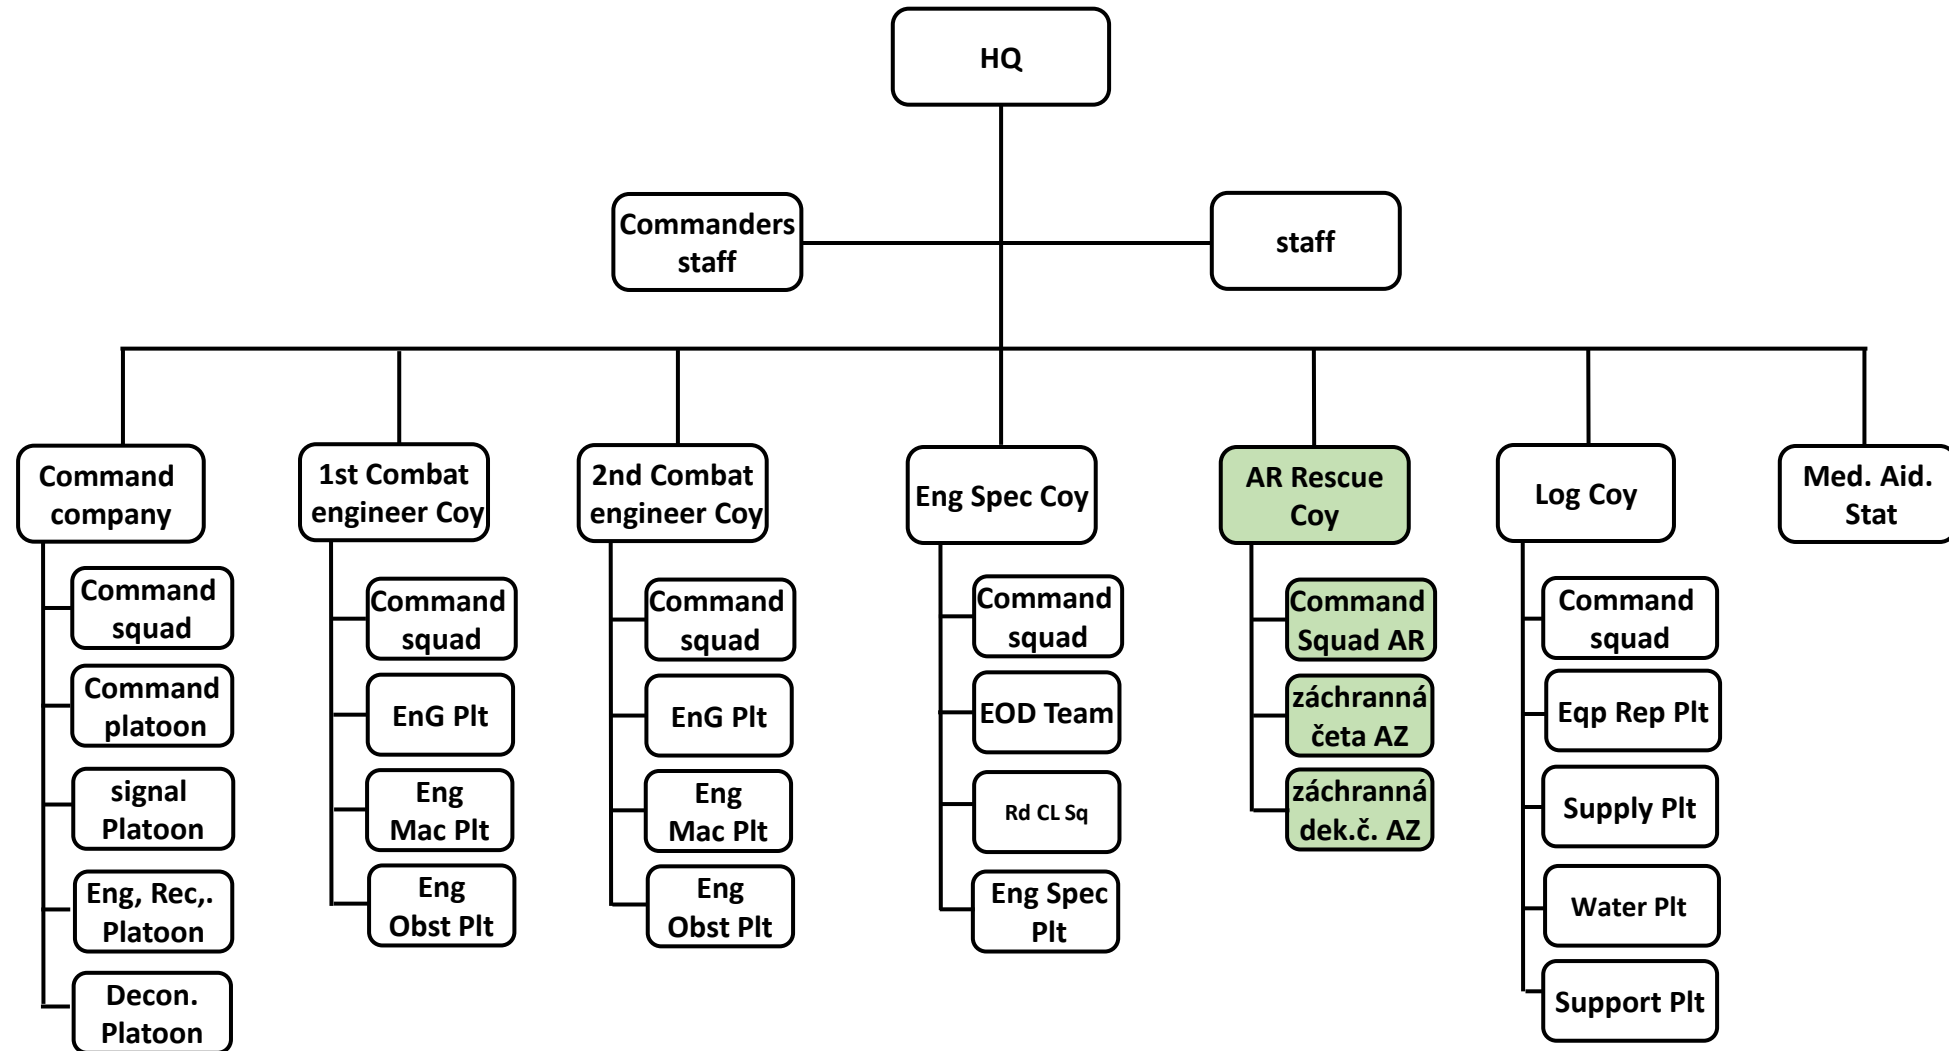 HQ
Commanders
staff
staff
Command
company
1st Combat
engineer Coy
2nd Combat
engineer Coy
Eng Spec Coy
AR Rescue
Coy
Log Coy
Med. Aid.
Stat
Command
squad
Command
platoon
signal
Platoon
Eng, Rec,.
Platoon
Decon.
Platoon
Command
squad
EnG Plt
Eng
Mac Plt
Eng
Obst Plt
Command
squad
EnG Plt
Eng
Mac Plt
Eng
Obst Plt
Command
squad
EOD Team
Rd CL Sq
Eng Spec
Plt
Command
Squad AR
záchranná
četa AZ
záchranná
dek.č. AZ
Command
squad
Eqp Rep Plt
Supply Plt
Water Plt
Support Plt